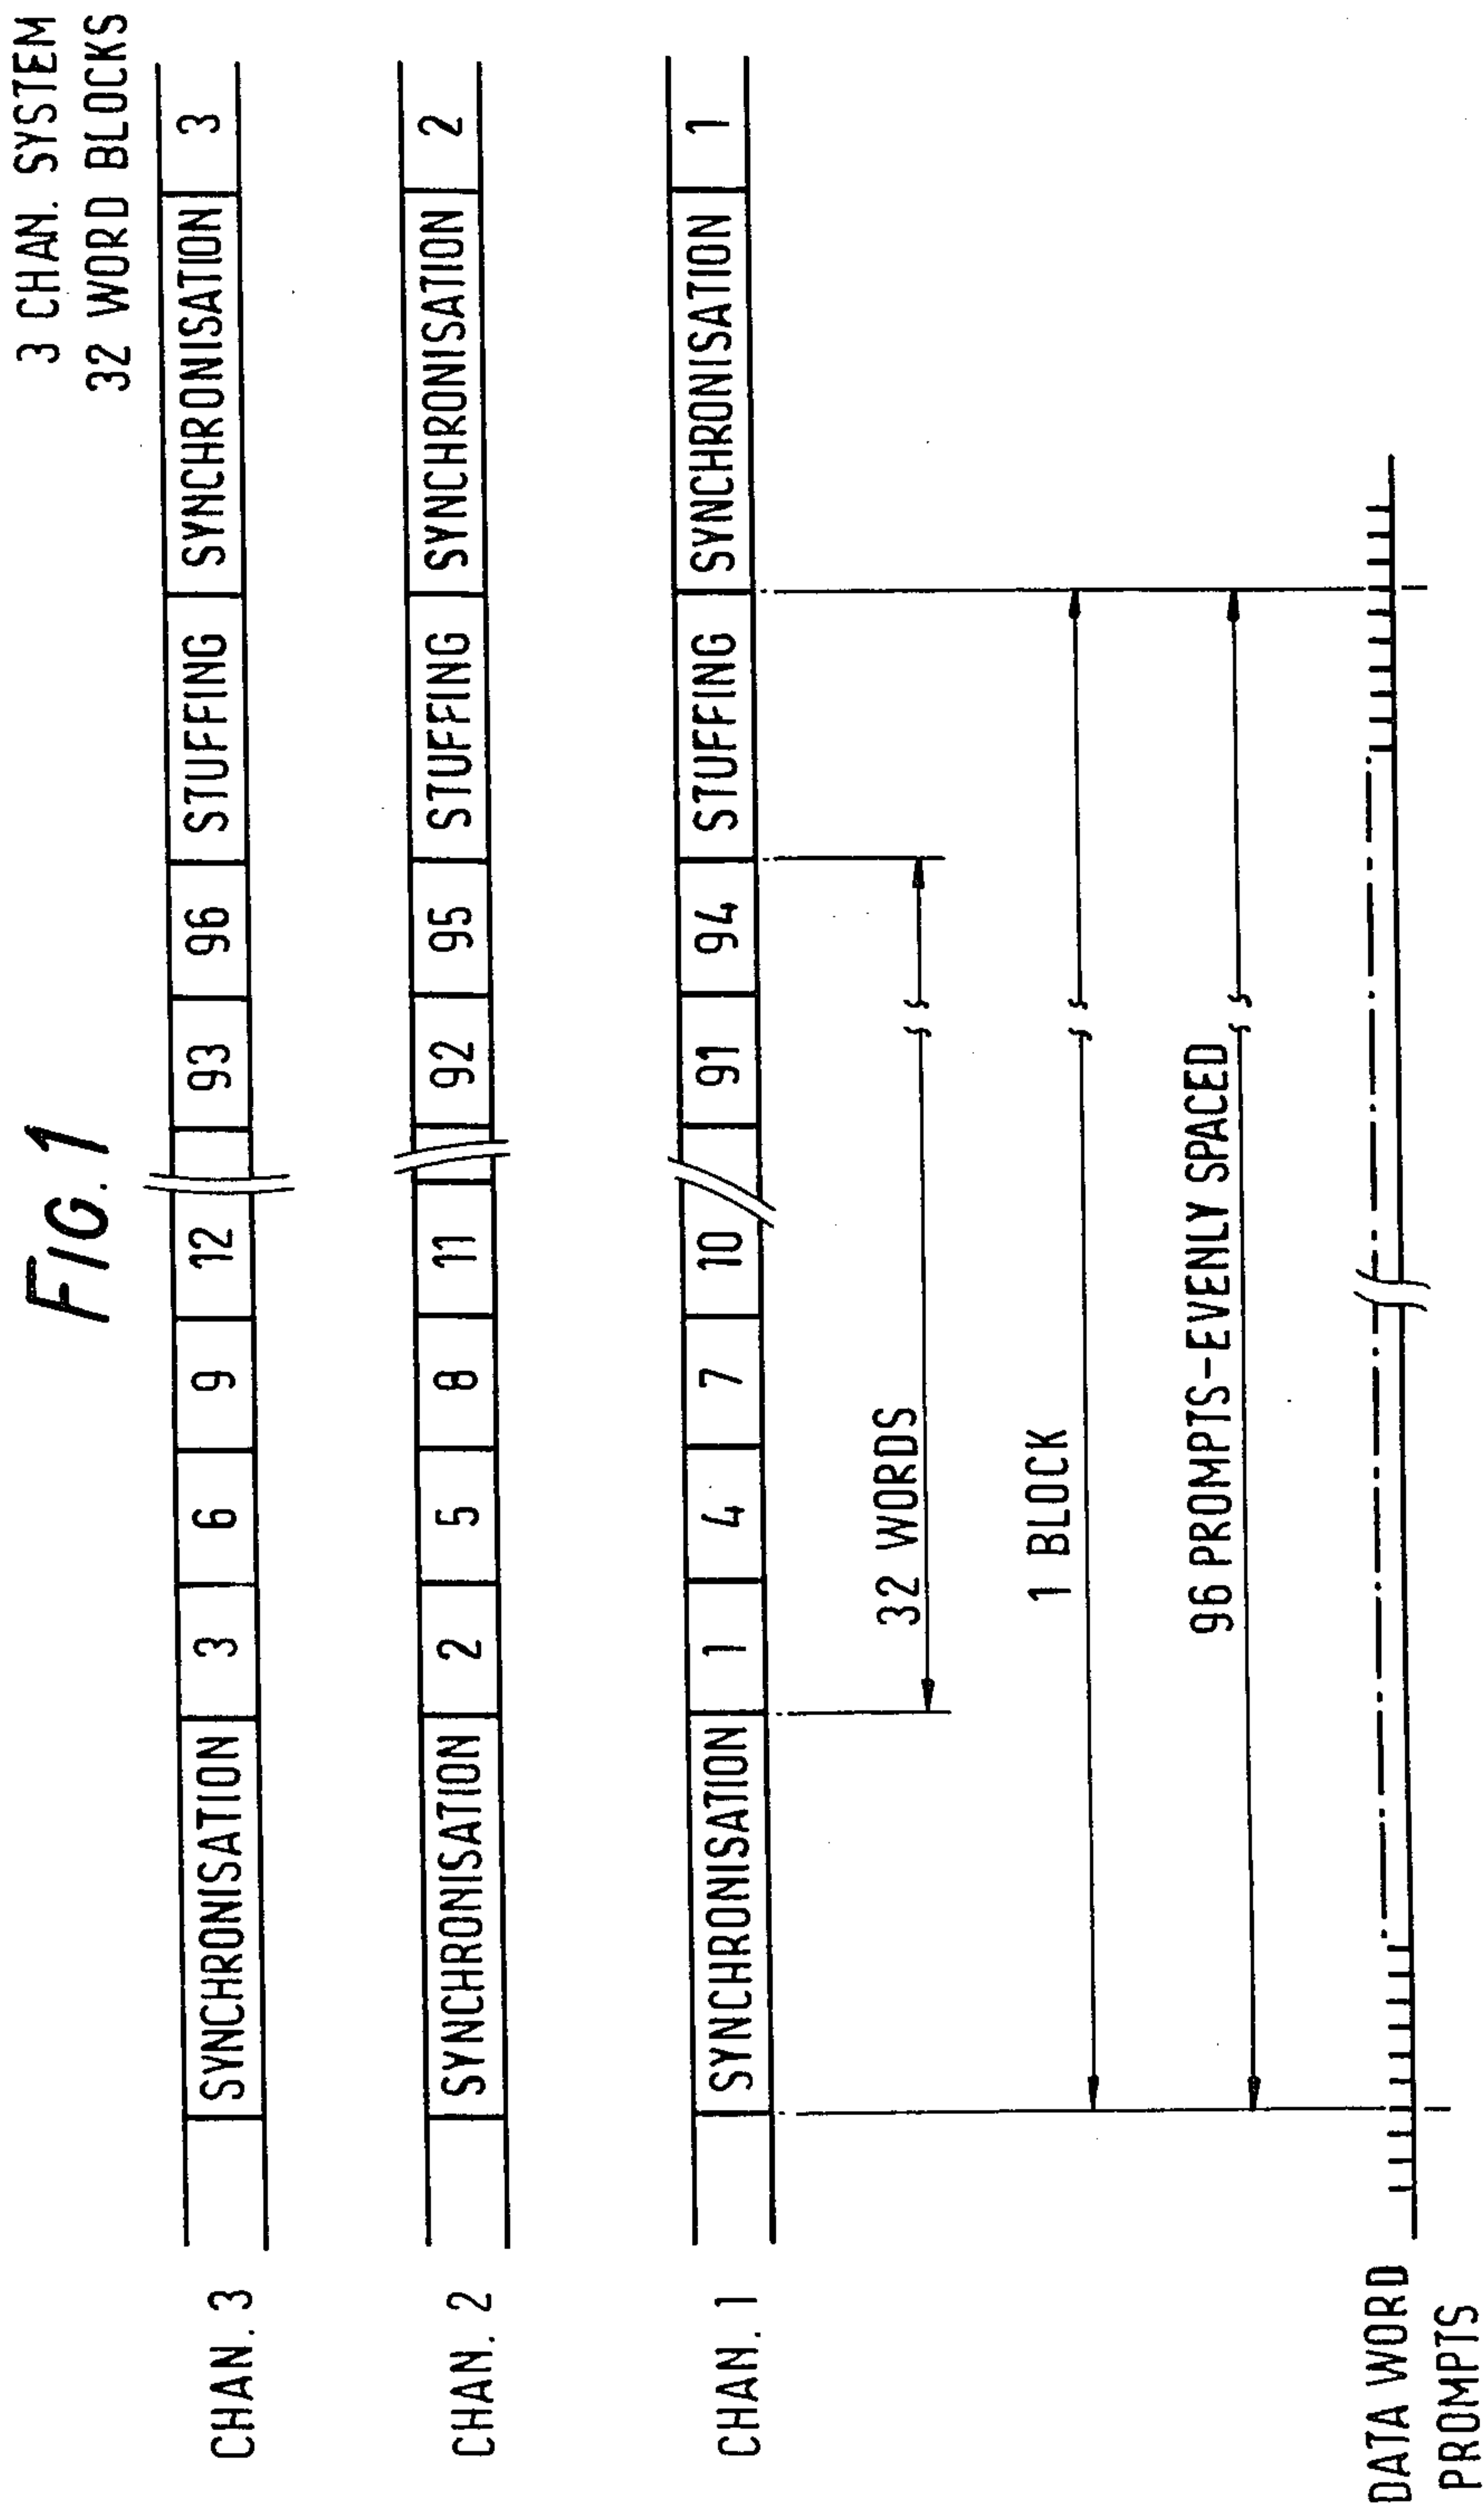 FIG. 1
3 CHAN. SYSTEM
32 WORD BLOCKS
CHAN. 3 SYNCHRONISATION 3 6 9 12 93 96 STUFFING SYNCHRONISATION 3
CHAN. 2 SYNCHRONISATION 2 5 8 11 92 95 STUFFING SYNCHRONISATION 2
CHAN. 1 SYNCHRONISATION 1 4 7 10 91 94 STUFFING SYNCHRONISATION 1
32 WORDS
1 BLOCK
96 PROMPTS-EVENLY SPACED
DATA WORD
PROMPTS